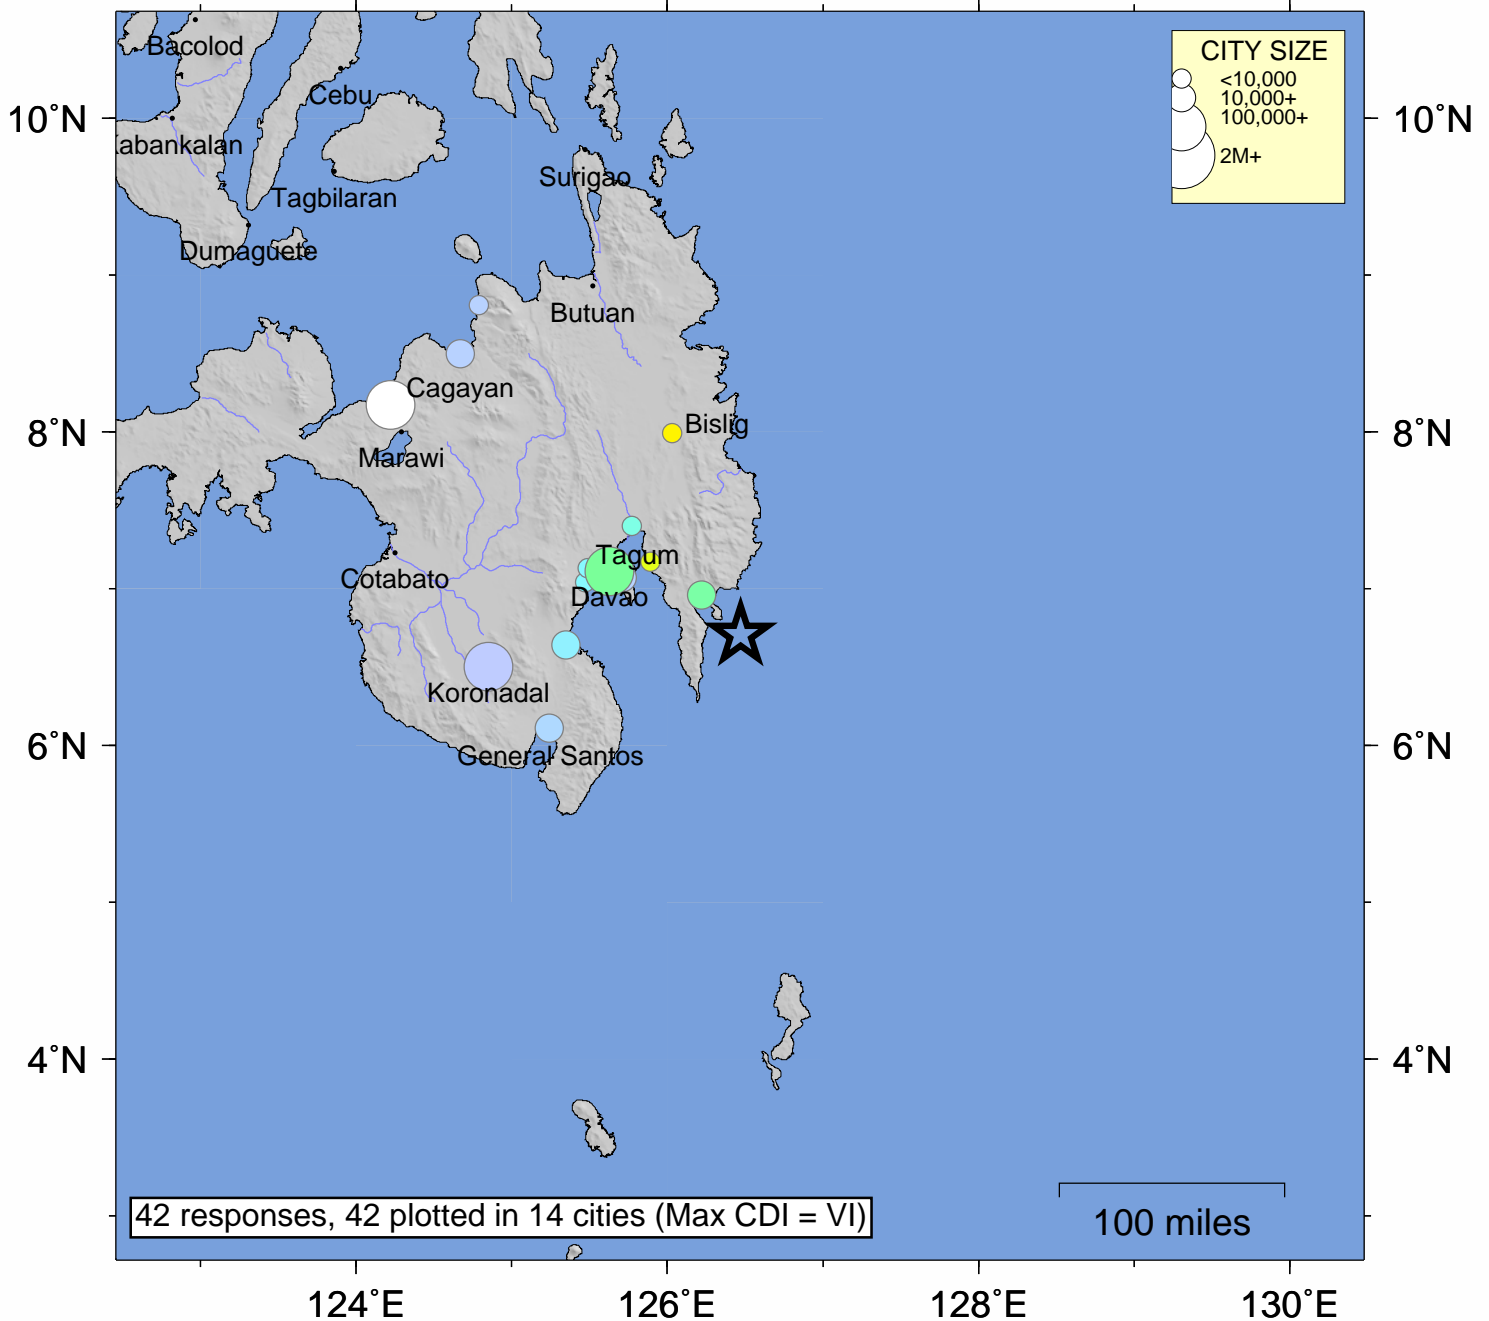 Bacolod
CITY SIZE
<10,000
10,000+
100,000+
2M+
Cebu
10°N
10°N
Kabankalan
Surigao
Tagbilaran
Dumaguete
Butuan
Cagayan
Bislig
8°N
8°N
Marawi
Tagum
Cotabato
Davao
Koronadal
6°N
6°N
General Santos
4°N
4°N
42 responses, 42 plotted in 14 cities (Max CDI = VI)
100 miles
124°E
126°E
128°E
130°E